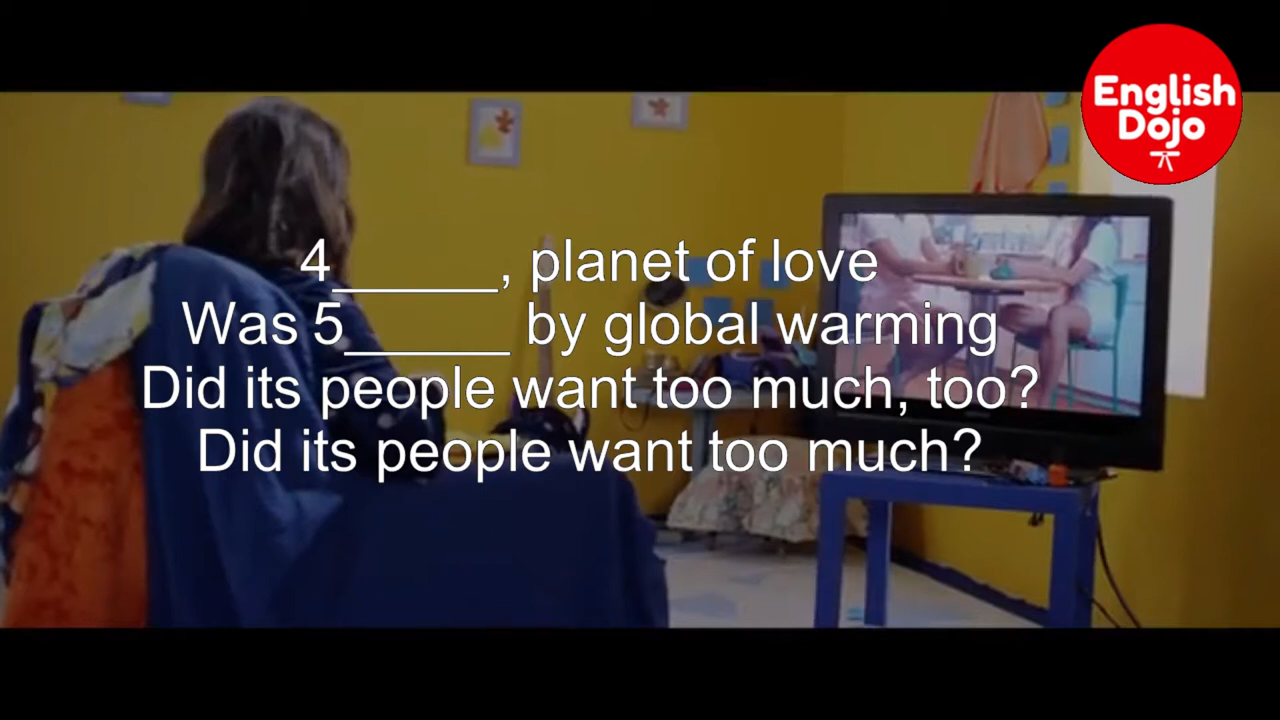 English
Dojo
4______, planet of love
Was 5______ by global warming
Did its people want too much, too?
Did its people want too much?